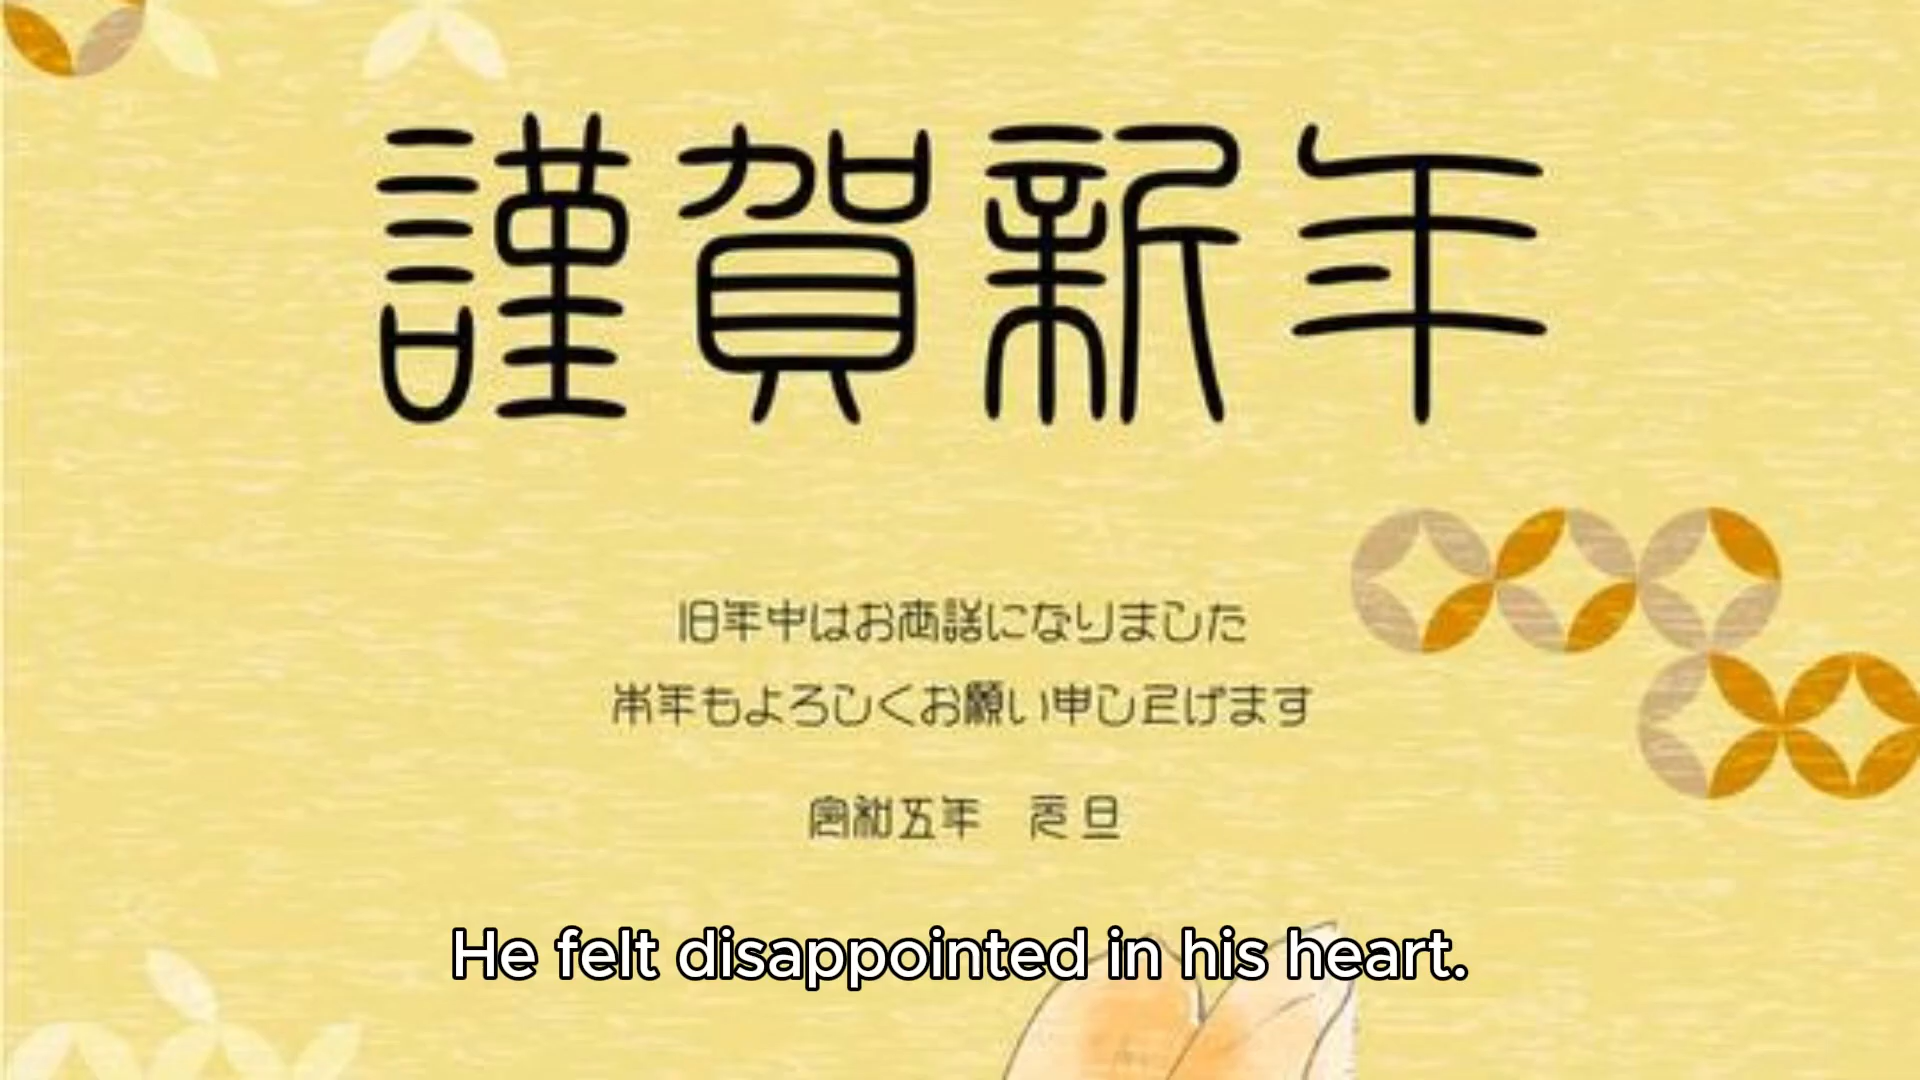 謹賀新年
旧年中はお世話になりました
本年もよろしくお願い申し上げます
令和五年　元旦
He felt disappointed in his heart.